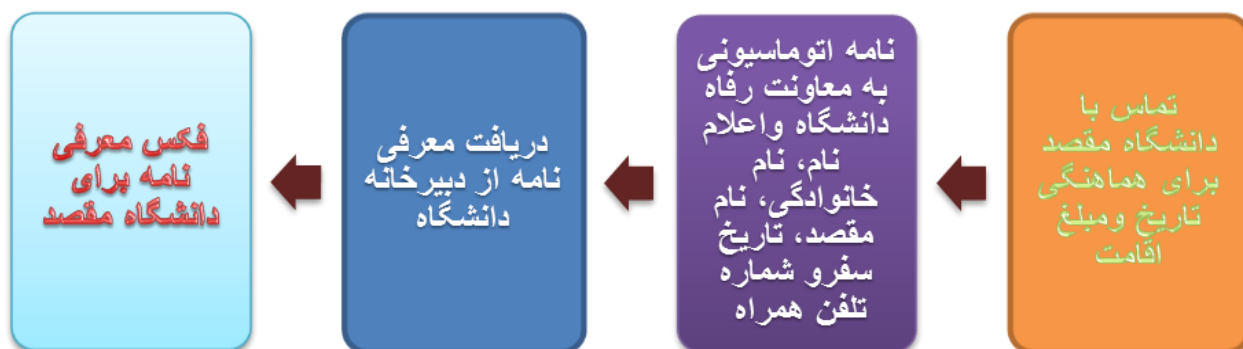 تماس با
دانشگاه مقصد
برای هماهنگی
تاریخ ومبلغ
اقامت
نامه اتوماسیونی
به معاونت رفاه
دانشگاه واعلام
نام، نام
خانوادگی، نام
مقصد، تاریخ
سفرو شماره
تلفن همراه
دریافت معرفی
نامه از دبیرخانه
دانشگاه
فکس معرفی
نامه برای
دانشگاه مقصد